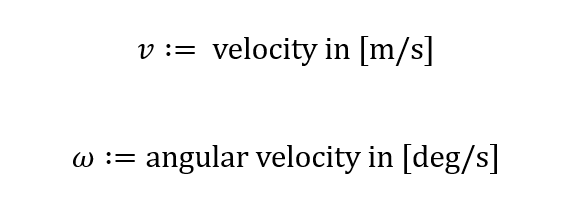 v := velocity in [m/s]
ω := angular velocity in [deg/s]